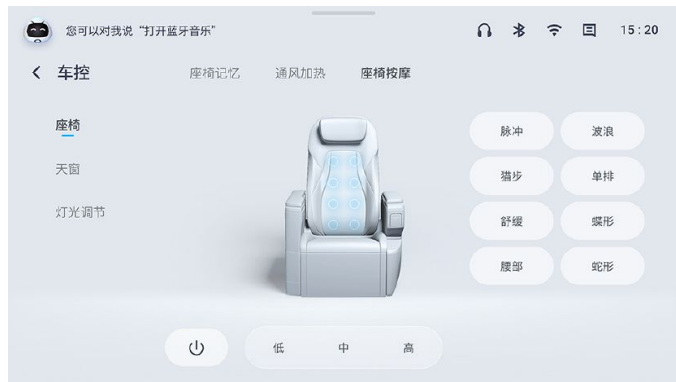 您可以对我说“打开蓝牙音乐”
15:20
车控
座椅记忆 通风加热 座椅按摩
座椅
天窗
灯光调节
脉冲 波浪
猫步 单排
舒缓 蝶形
腰部 蛇形
低 中 高